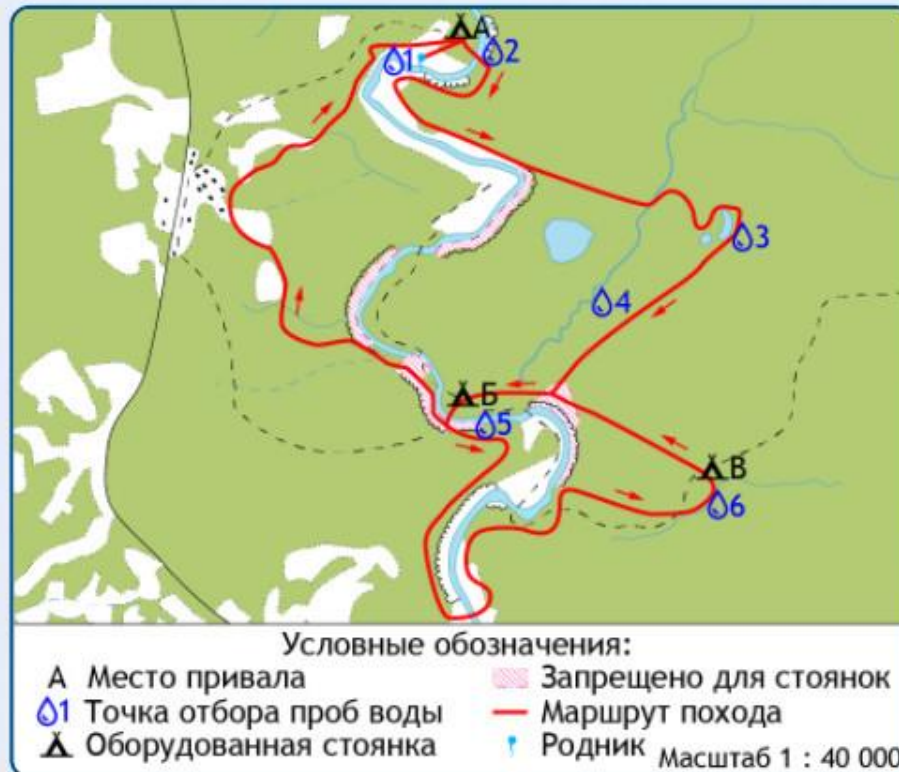 А
1
2
3
4
Б
5
В
6
Условные обозначения:
А Место привала
Запрещено для стоянок
1 Точка отбора проб воды
Маршрут похода
Оборудованная стоянка
Родник
Масштаб 1 : 40 000